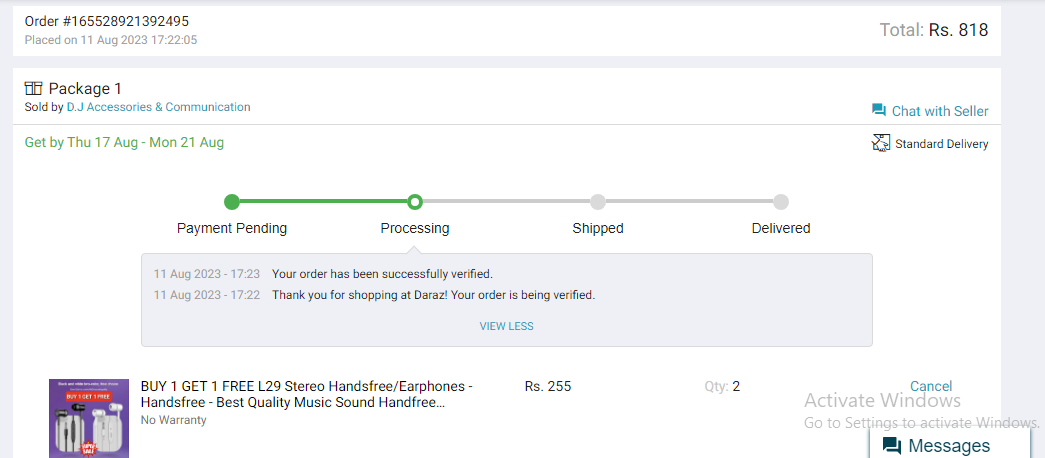 Order #165528921392495
Placed on 11 Aug 2023 17:22:05
Total: Rs. 818
Package 1
Sold by D.J Accessories & Communication
Chat with Seller
Get by Thu 17 Aug - Mon 21 Aug
Standard Delivery
Payment Pending
Processing
Shipped
Delivered
11 Aug 2023 - 17:23 Your order has been successfully verified.
11 Aug 2023 - 17:22 Thank you for shopping at Daraz! Your order is being verified.
VIEW LESS
BUY 1 GET 1 FREE
BUY 1 GET 1 FREE L29 Stereo Handsfree/Earphones -
Handsfree - Best Quality Music Sound Handfree...
No Warranty
Rs. 255
Qty: 2
Cancel
Activate Windows
Go to Settings to activate Windows.
Messages